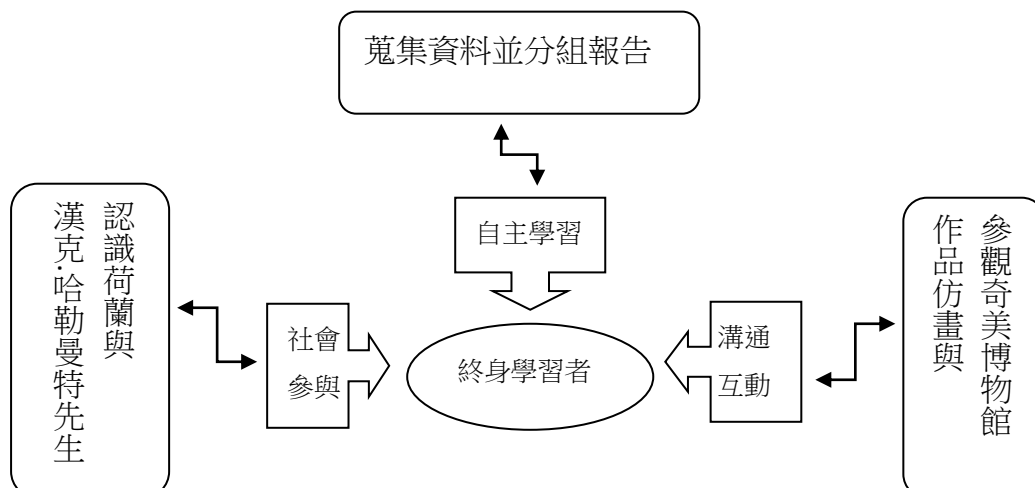 蒐集資料並分組報告
認識荷蘭與
漢克.哈勒曼特先生
自主學習
參觀奇美博物館
作品仿畫與
社會
參與
終身學習者
溝通
互動